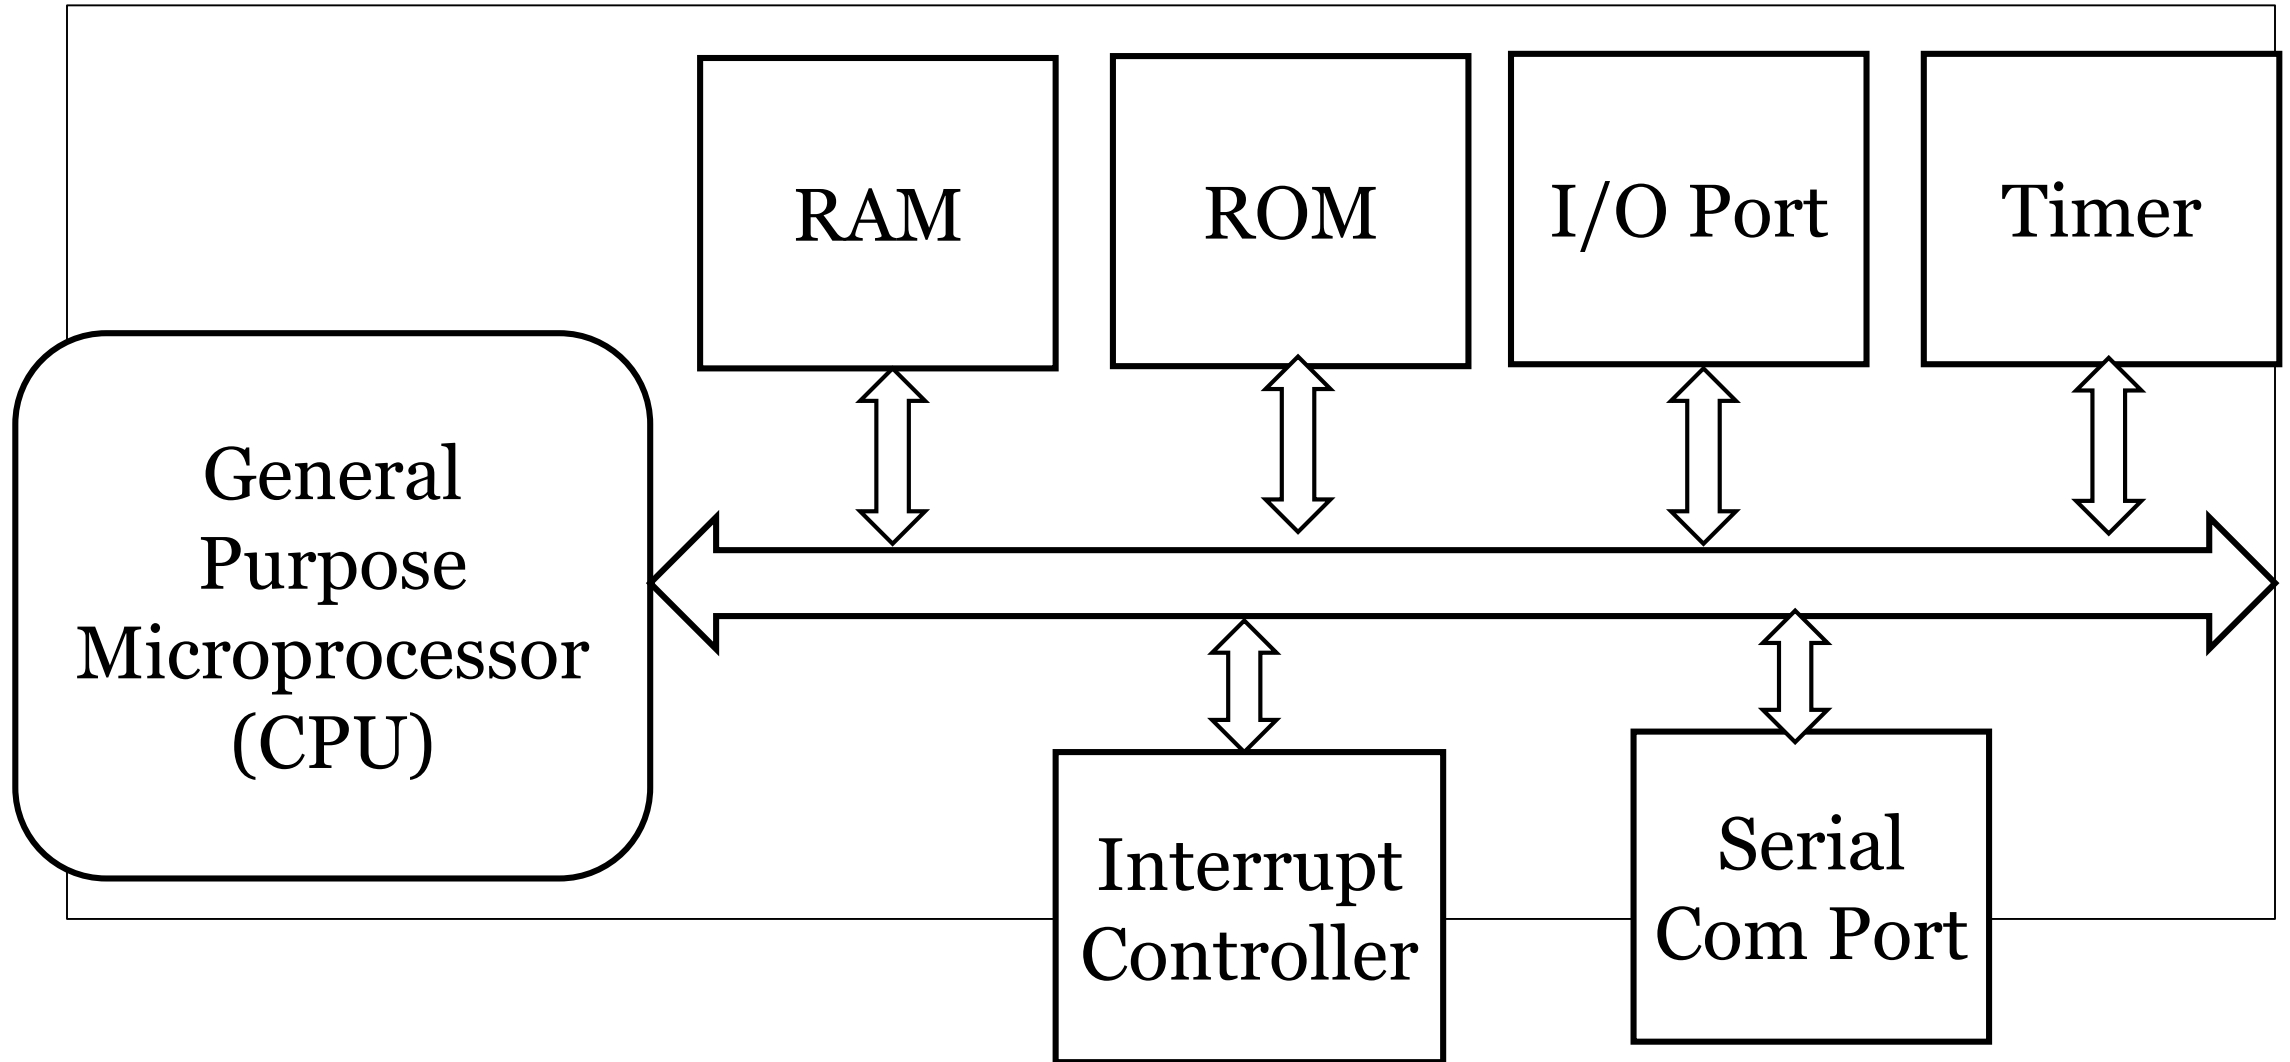 RAM
ROM
I/O Port
Timer
General
Purpose
Microprocessor
(CPU)
Interrupt
Controller
Serial
Com Port